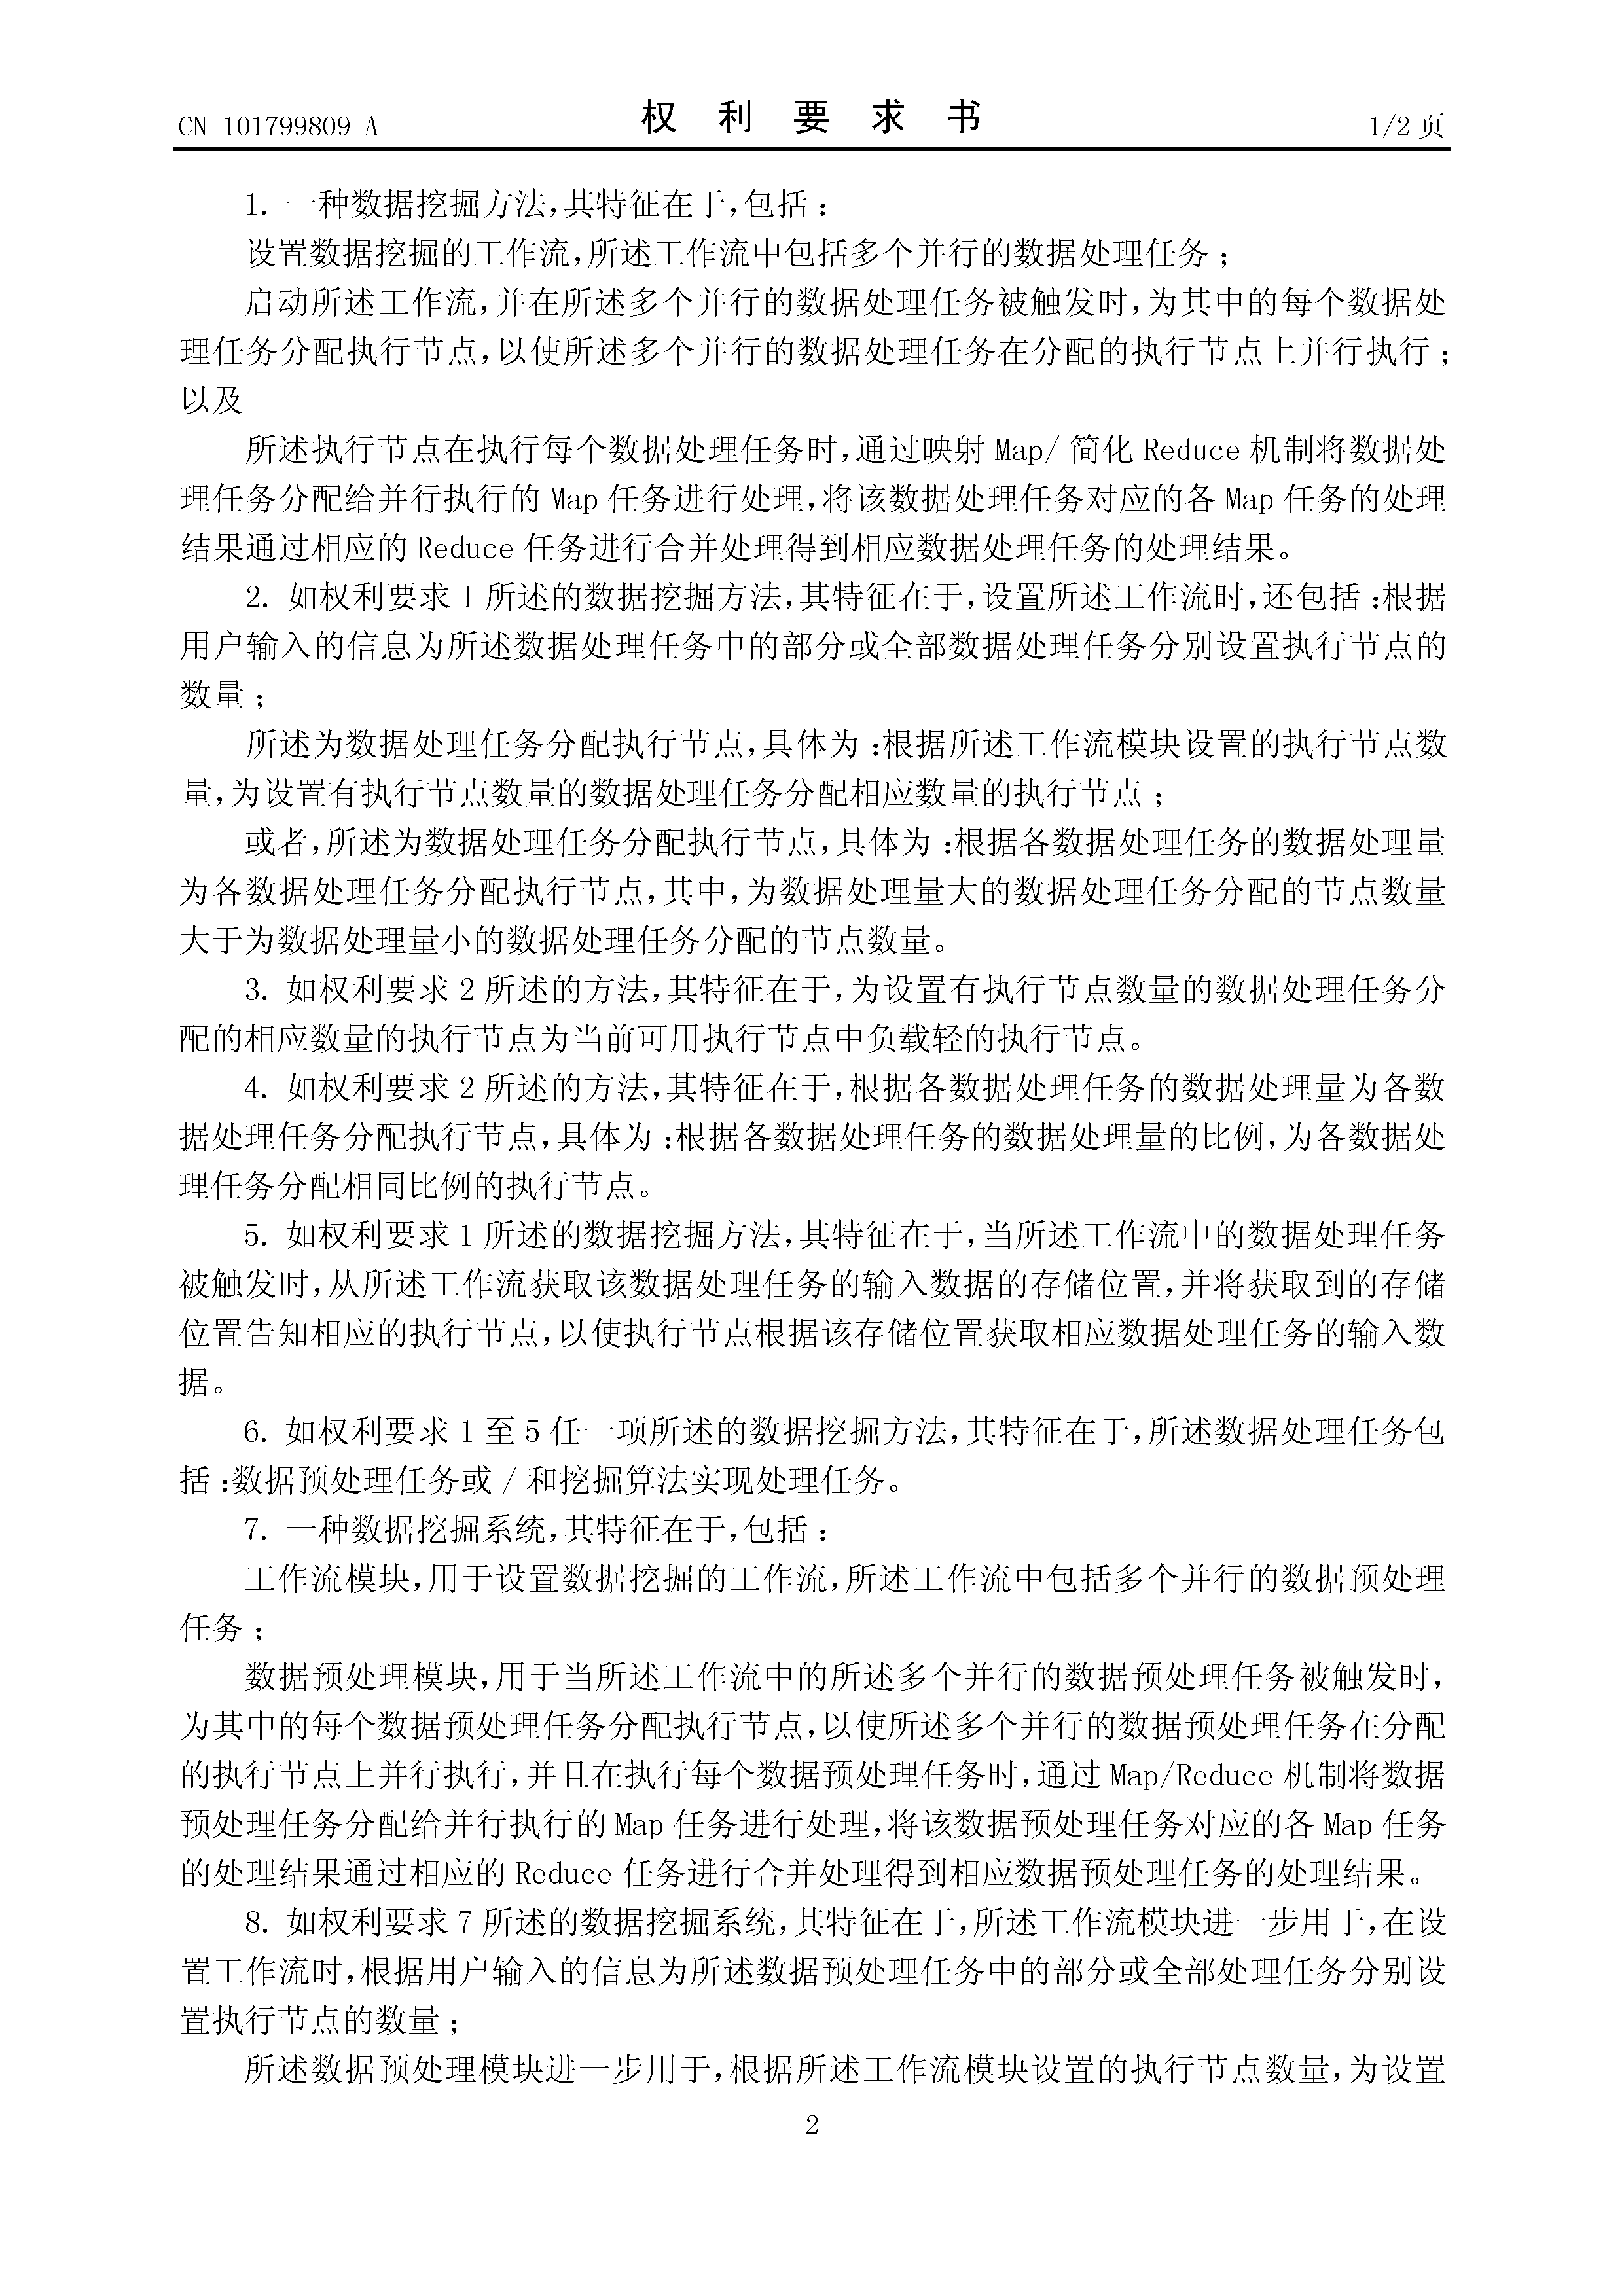 CN 101799809 A
权 利 要 求 书
1/2 页
1. 一种数据挖掘方法,其特征在于,包括：
设置数据挖掘的工作流,所述工作流中包括多个并行的数据处理任务；
启动所述工作流,并在所述多个并行的数据处理任务被触发时,为其中的每个数据处
理任务分配执行节点,以使所述多个并行的数据处理任务在分配的执行节点上并行执行；
以及
所述执行节点在执行每个数据处理任务时,通过映射 Map/ 简化 Reduce 机制将数据处
理任务分配给并行执行的 Map 任务进行处理,将该数据处理任务对应的各 Map 任务的处理
结果通过相应的 Reduce 任务进行合并处理得到相应数据处理任务的处理结果。
2. 如权利要求 1 所述的数据挖掘方法,其特征在于,设置所述工作流时,还包括：根据
用户输入的信息为所述数据处理任务中的部分或全部数据处理任务分别设置执行节点的
数量；
所述为数据处理任务分配执行节点,具体为：根据所述工作流模块设置的执行节点数
量,为设置有执行节点数量的数据处理任务分配相应数量的执行节点；
或者,所述为数据处理任务分配执行节点,具体为：根据各数据处理任务的数据处理量
为各数据处理任务分配执行节点,其中,为数据处理量大的数据处理任务分配的节点数量
大于为数据处理量小的数据处理任务分配的节点数量。
3. 如权利要求 2 所述的方法,其特征在于,为设置有执行节点数量的数据处理任务分
配的相应数量的执行节点为当前可用执行节点中负载轻的执行节点。
4. 如权利要求 2 所述的方法,其特征在于,根据各数据处理任务的数据处理量为各数
据处理任务分配执行节点,具体为：根据各数据处理任务的数据处理量的比例,为各数据处
理任务分配相同比例的执行节点。
5. 如权利要求 1 所述的数据挖掘方法,其特征在于,当所述工作流中的数据处理任务
被触发时,从所述工作流获取该数据处理任务的输入数据的存储位置,并将获取到的存储
位置告知相应的执行节点,以使执行节点根据该存储位置获取相应数据处理任务的输入数
据。
6. 如权利要求 1 至 5 任一项所述的数据挖掘方法,其特征在于,所述数据处理任务包
括：数据预处理任务或 / 和挖掘算法实现处理任务。
7. 一种数据挖掘系统,其特征在于,包括：
工作流模块,用于设置数据挖掘的工作流,所述工作流中包括多个并行的数据预处理
任务；
数据预处理模块,用于当所述工作流中的所述多个并行的数据预处理任务被触发时,
为其中的每个数据预处理任务分配执行节点,以使所述多个并行的数据预处理任务在分配
的执行节点上并行执行,并且在执行每个数据预处理任务时,通过 Map/Reduce 机制将数据
预处理任务分配给并行执行的 Map 任务进行处理,将该数据预处理任务对应的各 Map 任务
的处理结果通过相应的 Reduce 任务进行合并处理得到相应数据预处理任务的处理结果。
8. 如权利要求 7 所述的数据挖掘系统,其特征在于,所述工作流模块进一步用于,在设
置工作流时,根据用户输入的信息为所述数据预处理任务中的部分或全部处理任务分别设
置执行节点的数量；
所述数据预处理模块进一步用于,根据所述工作流模块设置的执行节点数量,为设置
2